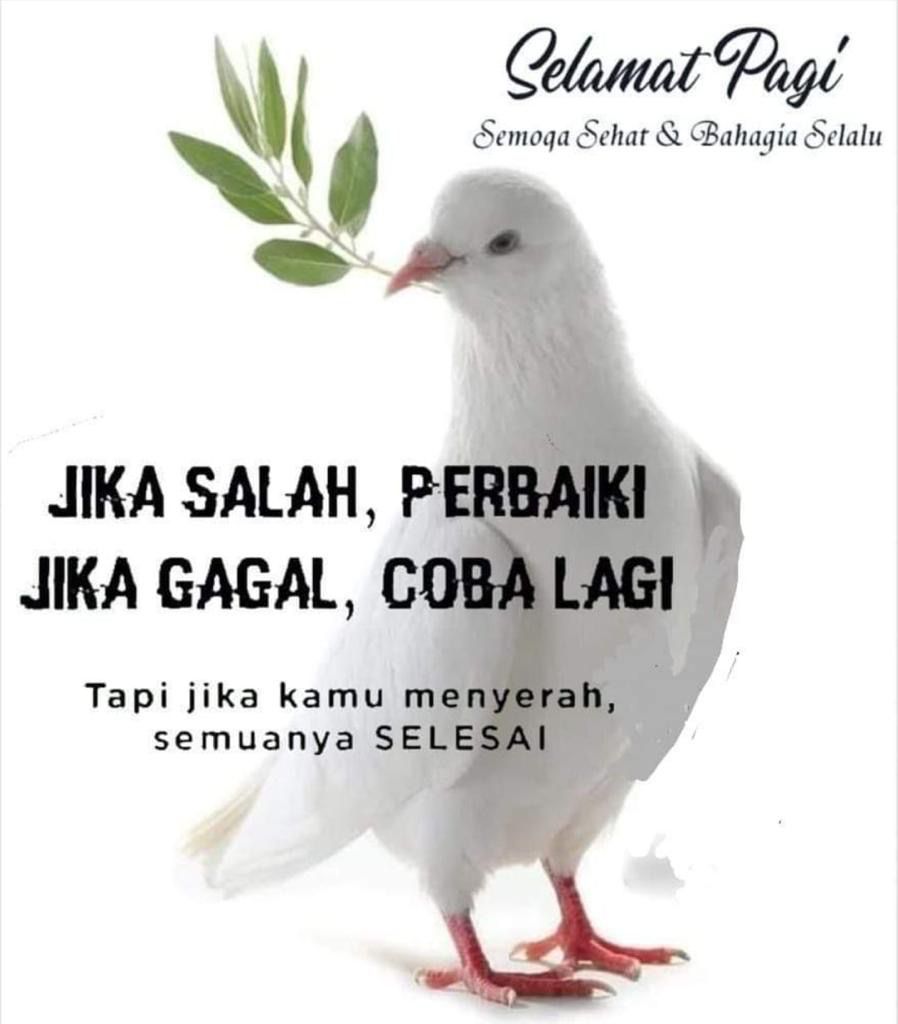 Selamat Pagi
Semoga Sehat & Bahagia Selalu
JIKA SALAH, PERBAIKI
JIKA GAGAL, COBA LAGI
Tapi jika kamu menyerah,
semuanya SELESAI